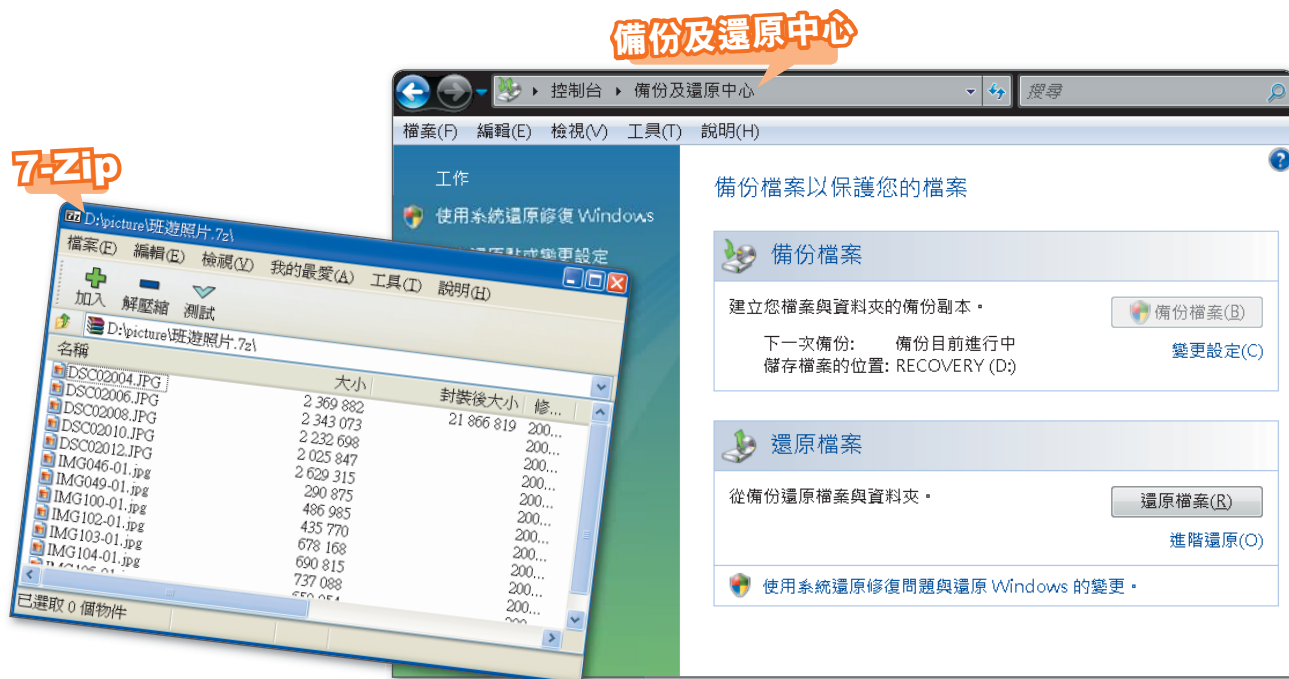 備份及還原中心
控制台 備份及還原中心 搜尋
檔案(F) 編輯(E) 檢視(V) 工具(T) 說明(H)
工作
使用系統還原修復 Windows
還原點或變更設定
備份檔案以保護您的檔案
備份檔案
建立您檔案與資料夾的備份副本。
備份檔案(B)
下一次備份: 備份目前進行中
變更設定(C)
儲存檔案的位置: RECOVERY (D:)
還原檔案
從備份還原檔案與資料夾。
還原檔案(R)
進階還原(O)
使用系統還原修復問題與還原 Windows 的變更。
7-Zip
D:\picture\班遊照片.7z\
檔案(F) 編輯(E) 檢視(V) 我的最愛(A) 工具(T) 說明(H)
加入 解壓縮 測試
D:\picture\班遊照片.7z\
名稱 大小 封裝後大小 修...
DSC02004.JPG 2 369 882 21 866 819 200...
DSC02006.JPG 2 343 073 200...
DSC02008.JPG 2 232 698 200...
DSC02010.JPG 2 025 847 200...
DSC02012.JPG 2 629 315 200...
IMG046-01.jpg 290 875 200...
IMG049-01.jpg 486 985 200...
IMG100-01.jpg 435 770 200...
IMG102-01.jpg 678 168 200...
IMG103-01.jpg 690 815 200...
IMG104-01.jpg 737 088 200...
已選取 0 個物件